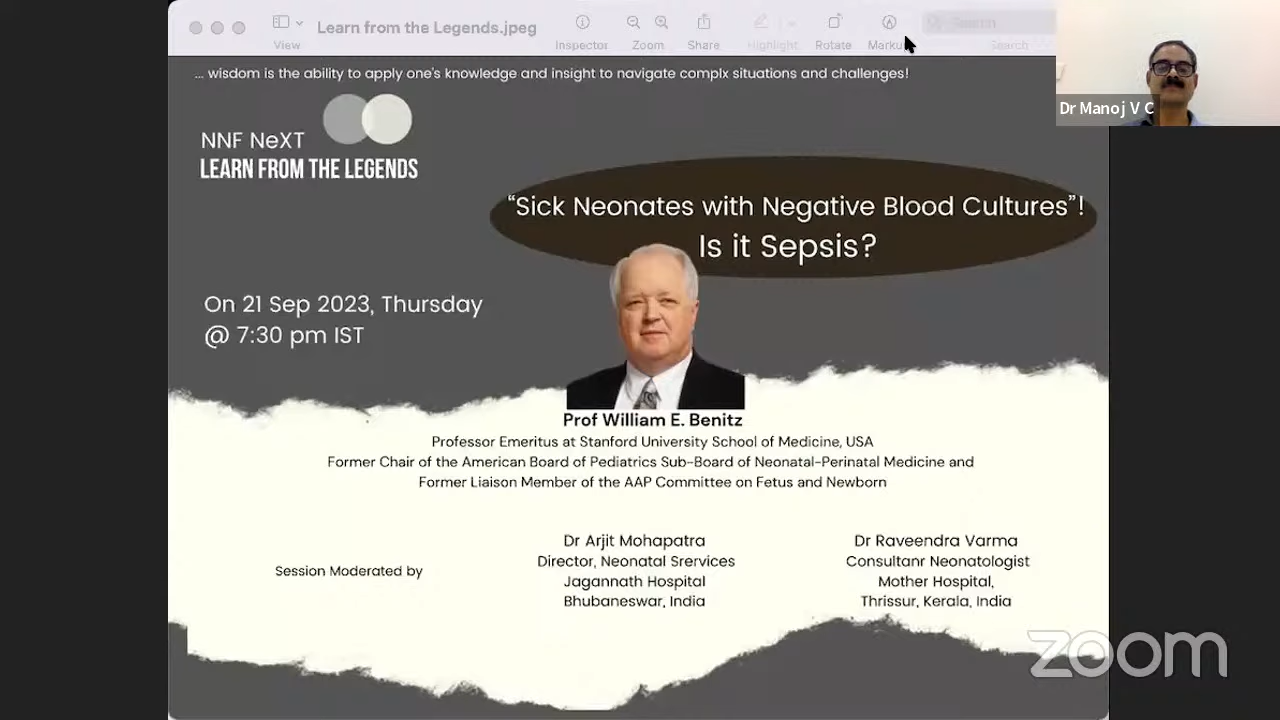 Learn from the Legends.jpeg
View
Inspector
Zoom
Share
Highlight
Rotate
Marku
Search
Search
... wisdom is the ability to apply one's knowledge and insight to navigate complx situations and challenges!
Dr Manoj V C
NNF NeXT
LEARN FROM THE LEGENDS
“Sick Neonates with Negative Blood Cultures”!
Is it Sepsis?
On 21 Sep 2023, Thursday
@ 7:30 pm IST
Prof William E. Benitz
Professor Emeritus at Stanford University School of Medicine, USA
Former Chair of the American Board of Pediatrics Sub-Board of Neonatal-Perinatal Medicine and
Former Liaison Member of the AAP Committee on Fetus and Newborn
Session Moderated by
Dr Arjit Mohapatra
Director, Neonatal Srervices
Jagannath Hospital
Bhubaneswar, India
Dr Raveendra Varma
Consultanr Neonatologist
Mother Hospital,
Thrissur, Kerala, India
zoom